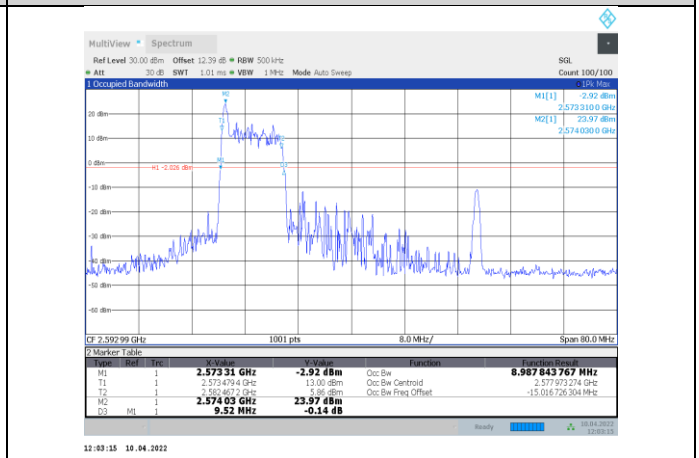 MultiView Spectrum
Ref Level 30.00 dBm Offset 12.39 dB RBW 500 kHz SGL
Att 30 dB SWT 1.01 ms VBW 1 MHz Mode Auto Sweep Count 100/100
1 Occupied Bandwidth 1Pk Max
M1[1] -2.92 dBm
2.573310 0 GHz
M2[1] 23.97 dBm
2.574030 0 GHz
M2
T1
20 dBm
10 dBm
0 dBm
M1
D3
H1 -2.026 dBm
-10 dBm
-20 dBm
-30 dBm
-40 dBm
-50 dBm
-60 dBm
CF 2.592 99 GHz 1001 pts 8.0 MHz/ Span 80.0 MHz
2 Marker Table
Type Ref Trc X-Value Y-Value Function Function Result
M1 1 2.573 31 GHz -2.92 dBm Occ Bw 8.987 843 767 MHz
T1 1 2.573 479 4 GHz 13.00 dBm Occ Bw Centroid 2.577 973 274 GHz
T2 1 2.582 467 2 GHz 5.86 dBm Occ Bw Freq Offset -15.016 726 304 MHz
M2 1 2.574 03 GHz 23.97 dBm
D3 M1 1 9.52 MHz -0.14 dB
Ready 10.04.2022
12:03:15
12:03:15 10.04.2022